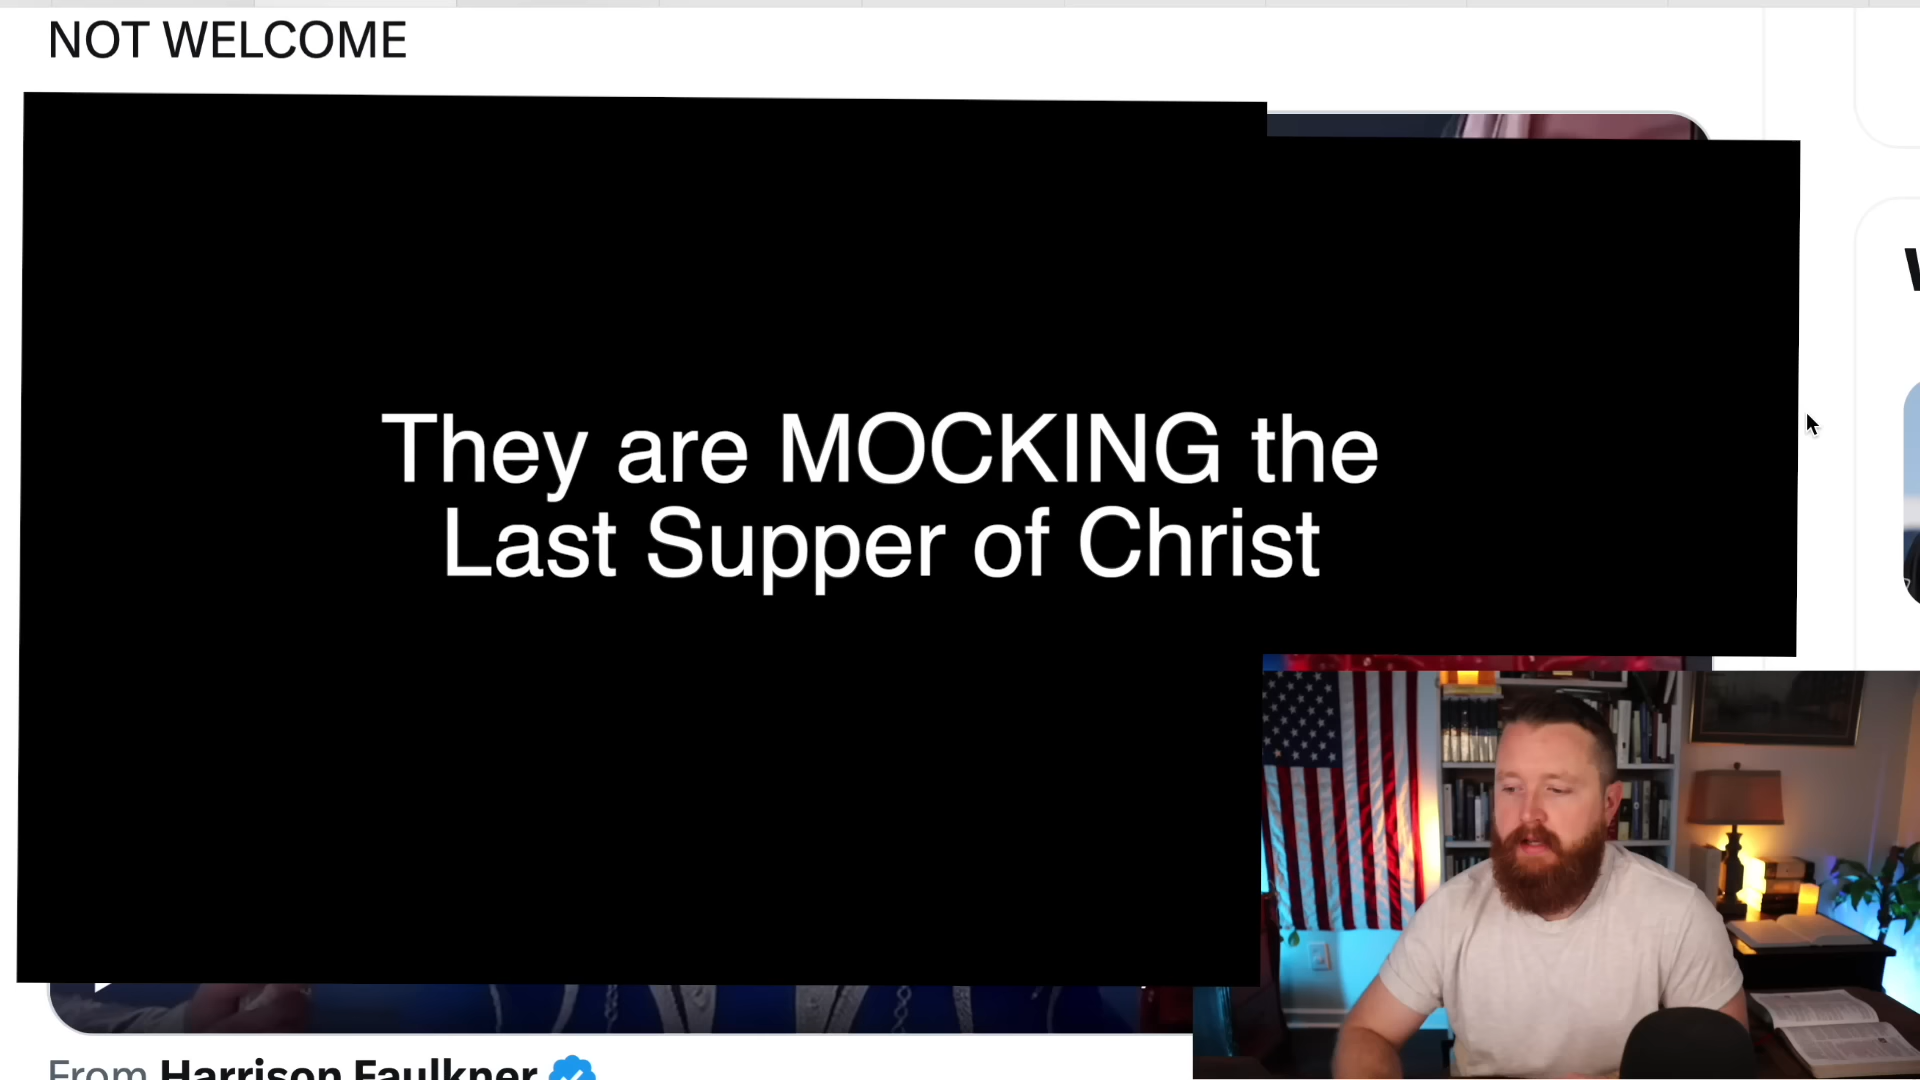 NOT WELCOME
They are MOCKING the
Last Supper of Christ
From Harrison Faulkner